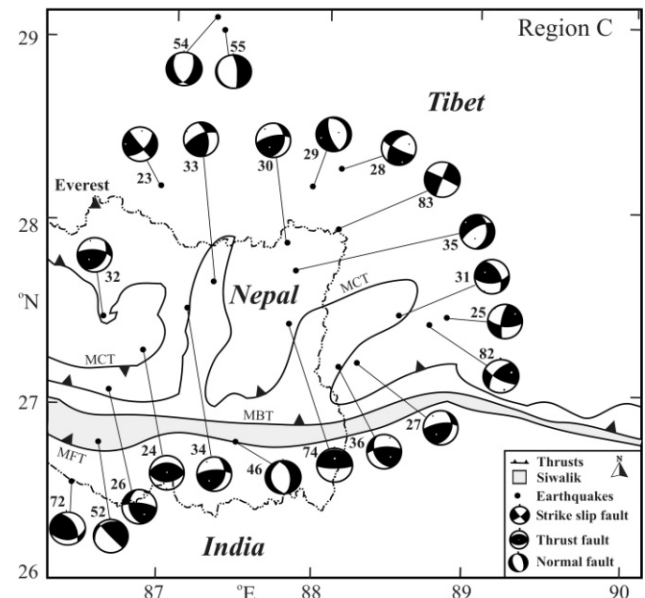 29
Region C
54
55
Tibet
23
33
30
29
28
83
Everest
28
35
32
Nepal
MCT
31
25
°N
MCT
82
27
MBT
MFT
24
34
46
74
36
27
26
72
52
India
26
N
Thrusts
Siwalik
Earthquakes
Strike slip fault
Thrust fault
Normal fault
87
°E
88
89
90